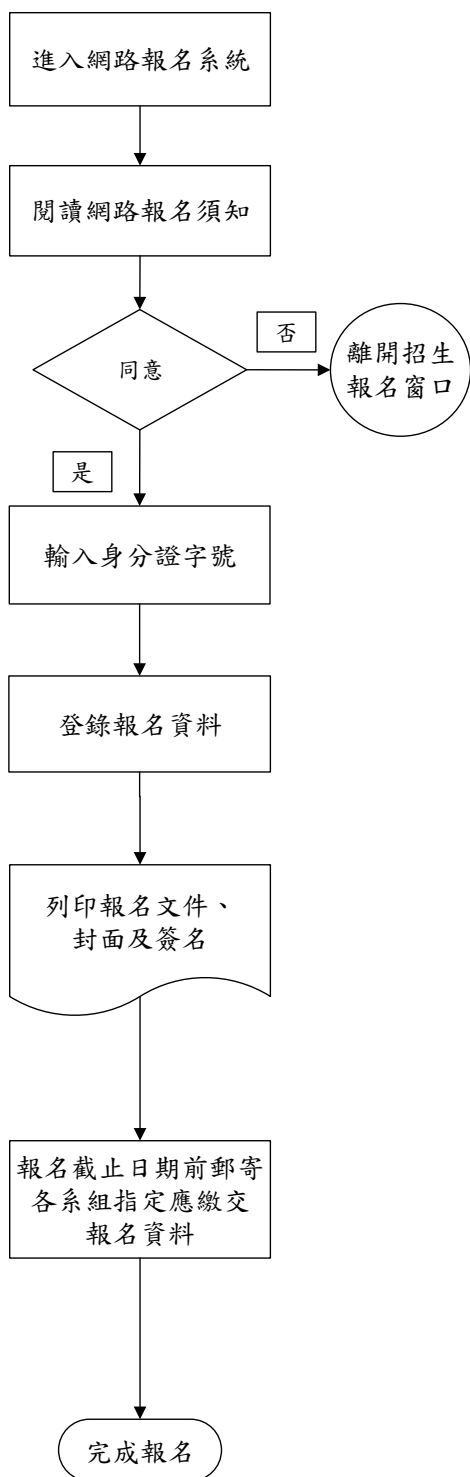 進入網路報名系統
閱讀網路報名須知
同意
否
離開招生
報名窗口
是
輸入身分證字號
登錄報名資料
列印報名文件、
封面及簽名
報名截止日期前郵寄
各系組指定應繳交
報名資料
完成報名